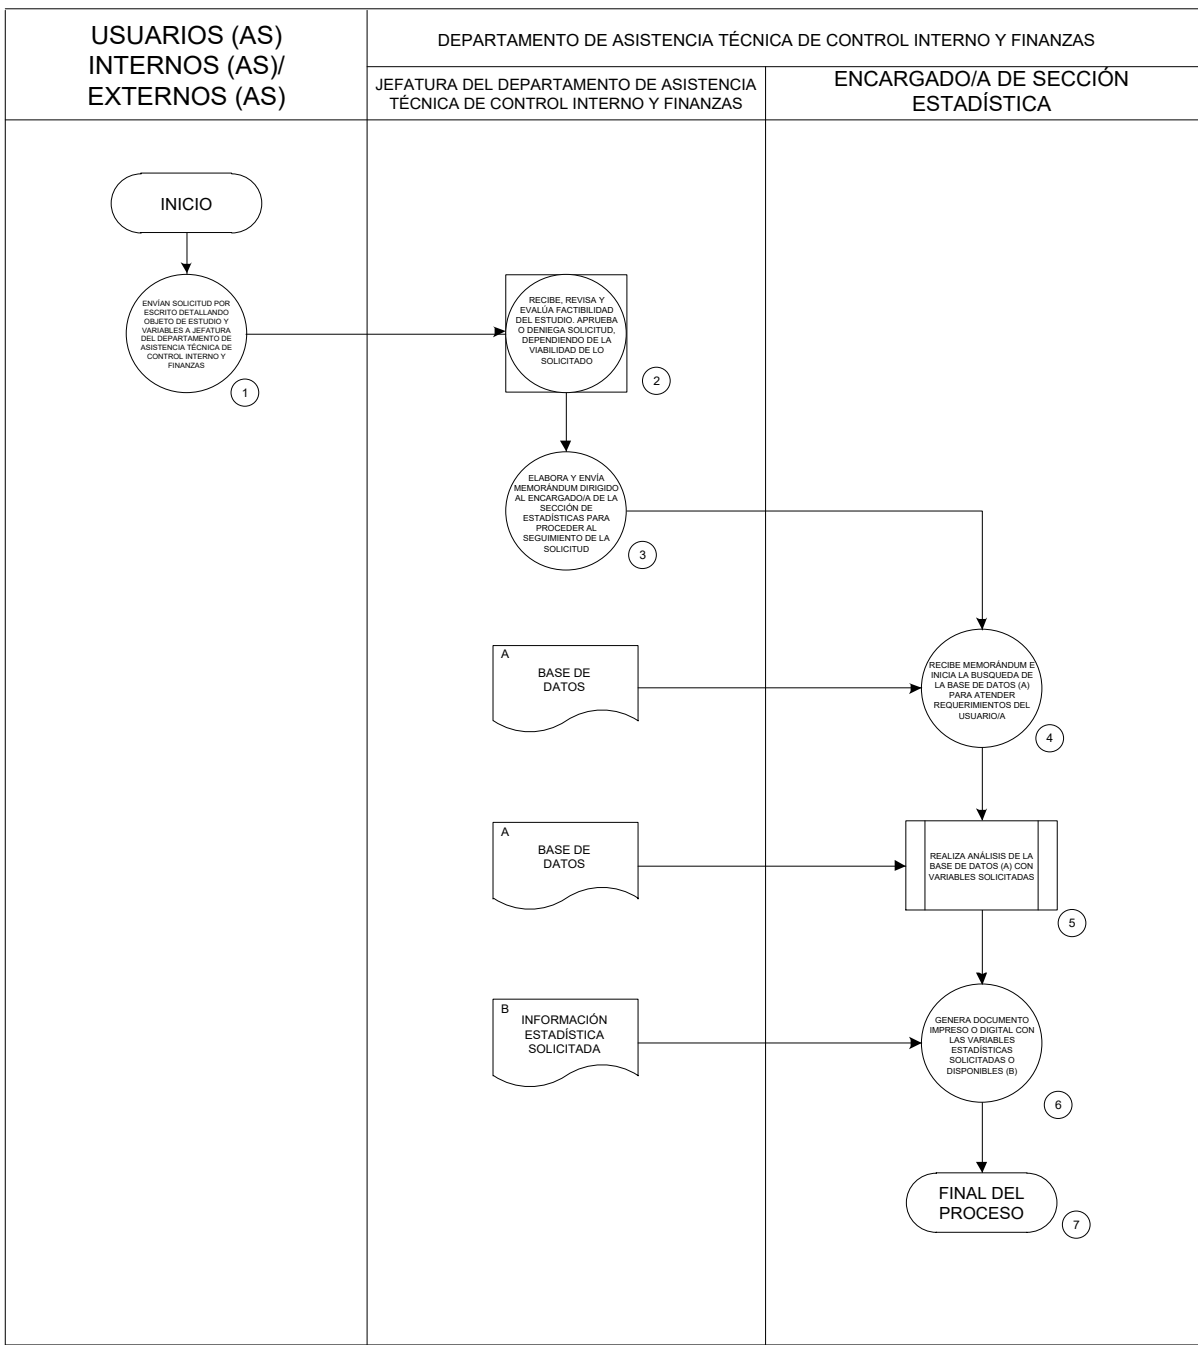 USUARIOS (AS)
INTERNOS (AS)/
EXTERNOS (AS)
DEPARTAMENTO DE ASISTENCIA TÉCNICA DE CONTROL INTERNO Y FINANZAS
JEFATURA DEL DEPARTAMENTO DE ASISTENCIA
TÉCNICA DE CONTROL INTERNO Y FINANZAS
ENCARGADO/A DE SECCIÓN
ESTADÍSTICA
INICIO
ENVÍAN SOLICITUD POR
ESCRITO DETALLANDO
OBJETO DE ESTUDIO Y
VARIABLES A JEFATURA
DEL DEPARTAMENTO DE
ASISTENCIA TÉCNICA DE
CONTROL INTERNO Y
FINANZAS
1
RECIBE, REVISA Y
EVALÚA FACTIBILIDAD
DEL ESTUDIO. APRUEBA
O DENIEGA SOLICITUD,
DEPENDIENDO DE LA
VIABILIDAD DE LO
SOLICITADO
2
ELABORA Y ENVÍA
MEMORÁNDUM DIRIGIDO
AL ENCARGADO/A DE LA
SECCIÓN DE
ESTADÍSTICAS PARA
PROCEDER AL
SEGUIMIENTO DE LA
SOLICITUD
3
A
BASE DE
DATOS
RECIBE MEMORÁNDUM E
INICIA LA BUSQUEDA DE
LA BASE DE DATOS (A)
PARA ATENDER
REQUERIMIENTOS DEL
USUARIO/A
4
A
BASE DE
DATOS
REALIZA ANÁLISIS DE LA
BASE DE DATOS (A) CON
VARIABLES SOLICITADAS
5
B
INFORMACIÓN
ESTADÍSTICA
SOLICITADA
GENERA DOCUMENTO
IMPRESO O DIGITAL CON
LAS VARIABLES
ESTADÍSTICAS
SOLICITADAS O
DISPONIBLES (B)
6
FINAL DEL
PROCESO
7